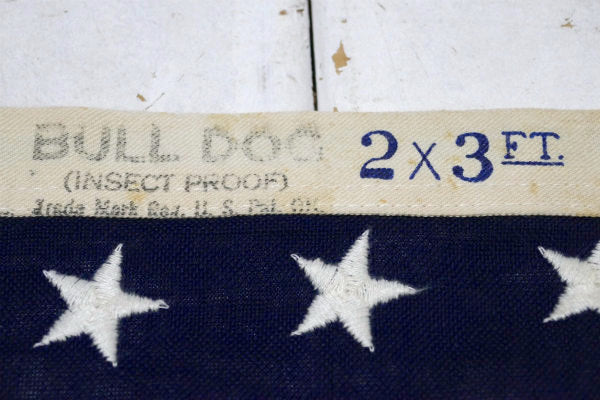 BULL DOG
(INSECT PROOF)
Trade Mark Reg. U. S. Pat. Off.
2 x 3 FT.